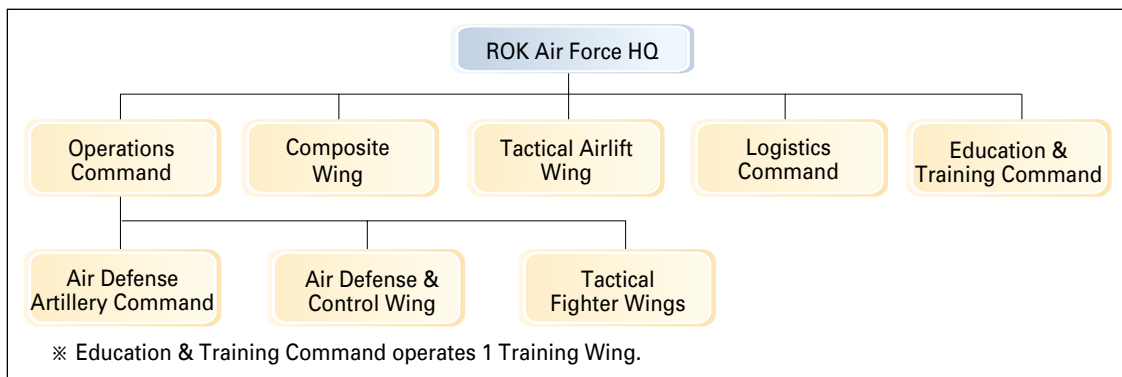 ROK Air Force HQ
Operations
Command
Composite
Wing
Tactical Airlift
Wing
Logistics
Command
Education &
Training Command
Air Defense
Artillery Command
Air Defense &
Control Wing
Tactical
Fighter Wings
※ Education & Training Command operates 1 Training Wing.